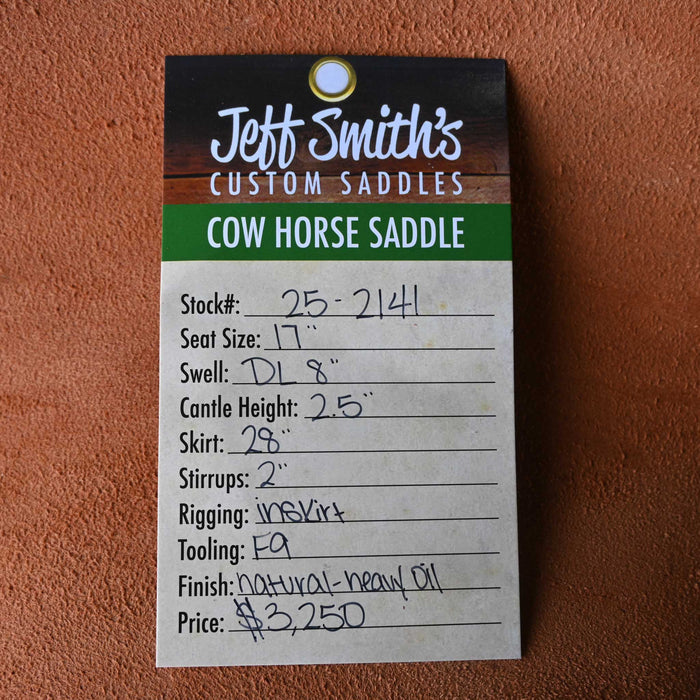 Jeff Smith's
CUSTOM SADDLES
COW HORSE SADDLE
Stock#: 25-2141
Seat Size: 17"
Swell: DL 8"
Cantle Height: 2.5"
Skirt: 28"
Stirrups: 2"
Rigging: inskirt
Tooling: F9
Finish: natural-heavy Oil
Price: $3,250